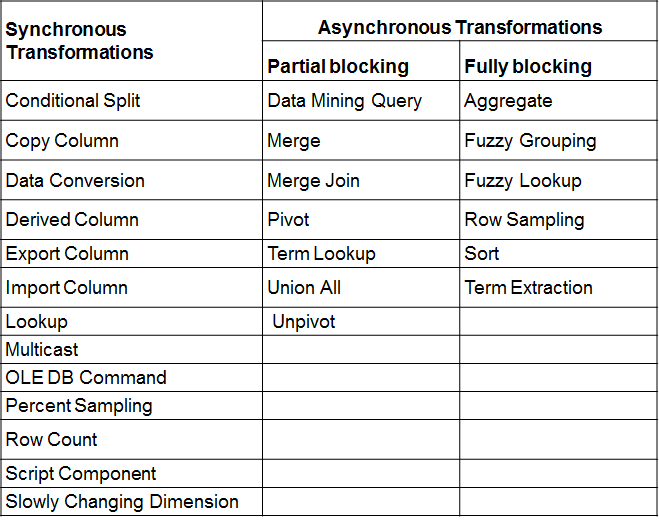 Synchronous
Transformations
Asynchronous Transformations
Partial blocking
Fully blocking
Conditional Split
Data Mining Query
Aggregate
Copy Column
Merge
Fuzzy Grouping
Data Conversion
Merge Join
Fuzzy Lookup
Derived Column
Pivot
Row Sampling
Export Column
Term Lookup
Sort
Import Column
Union All
Term Extraction
Lookup
Unpivot
Multicast
OLE DB Command
Percent Sampling
Row Count
Script Component
Slowly Changing Dimension